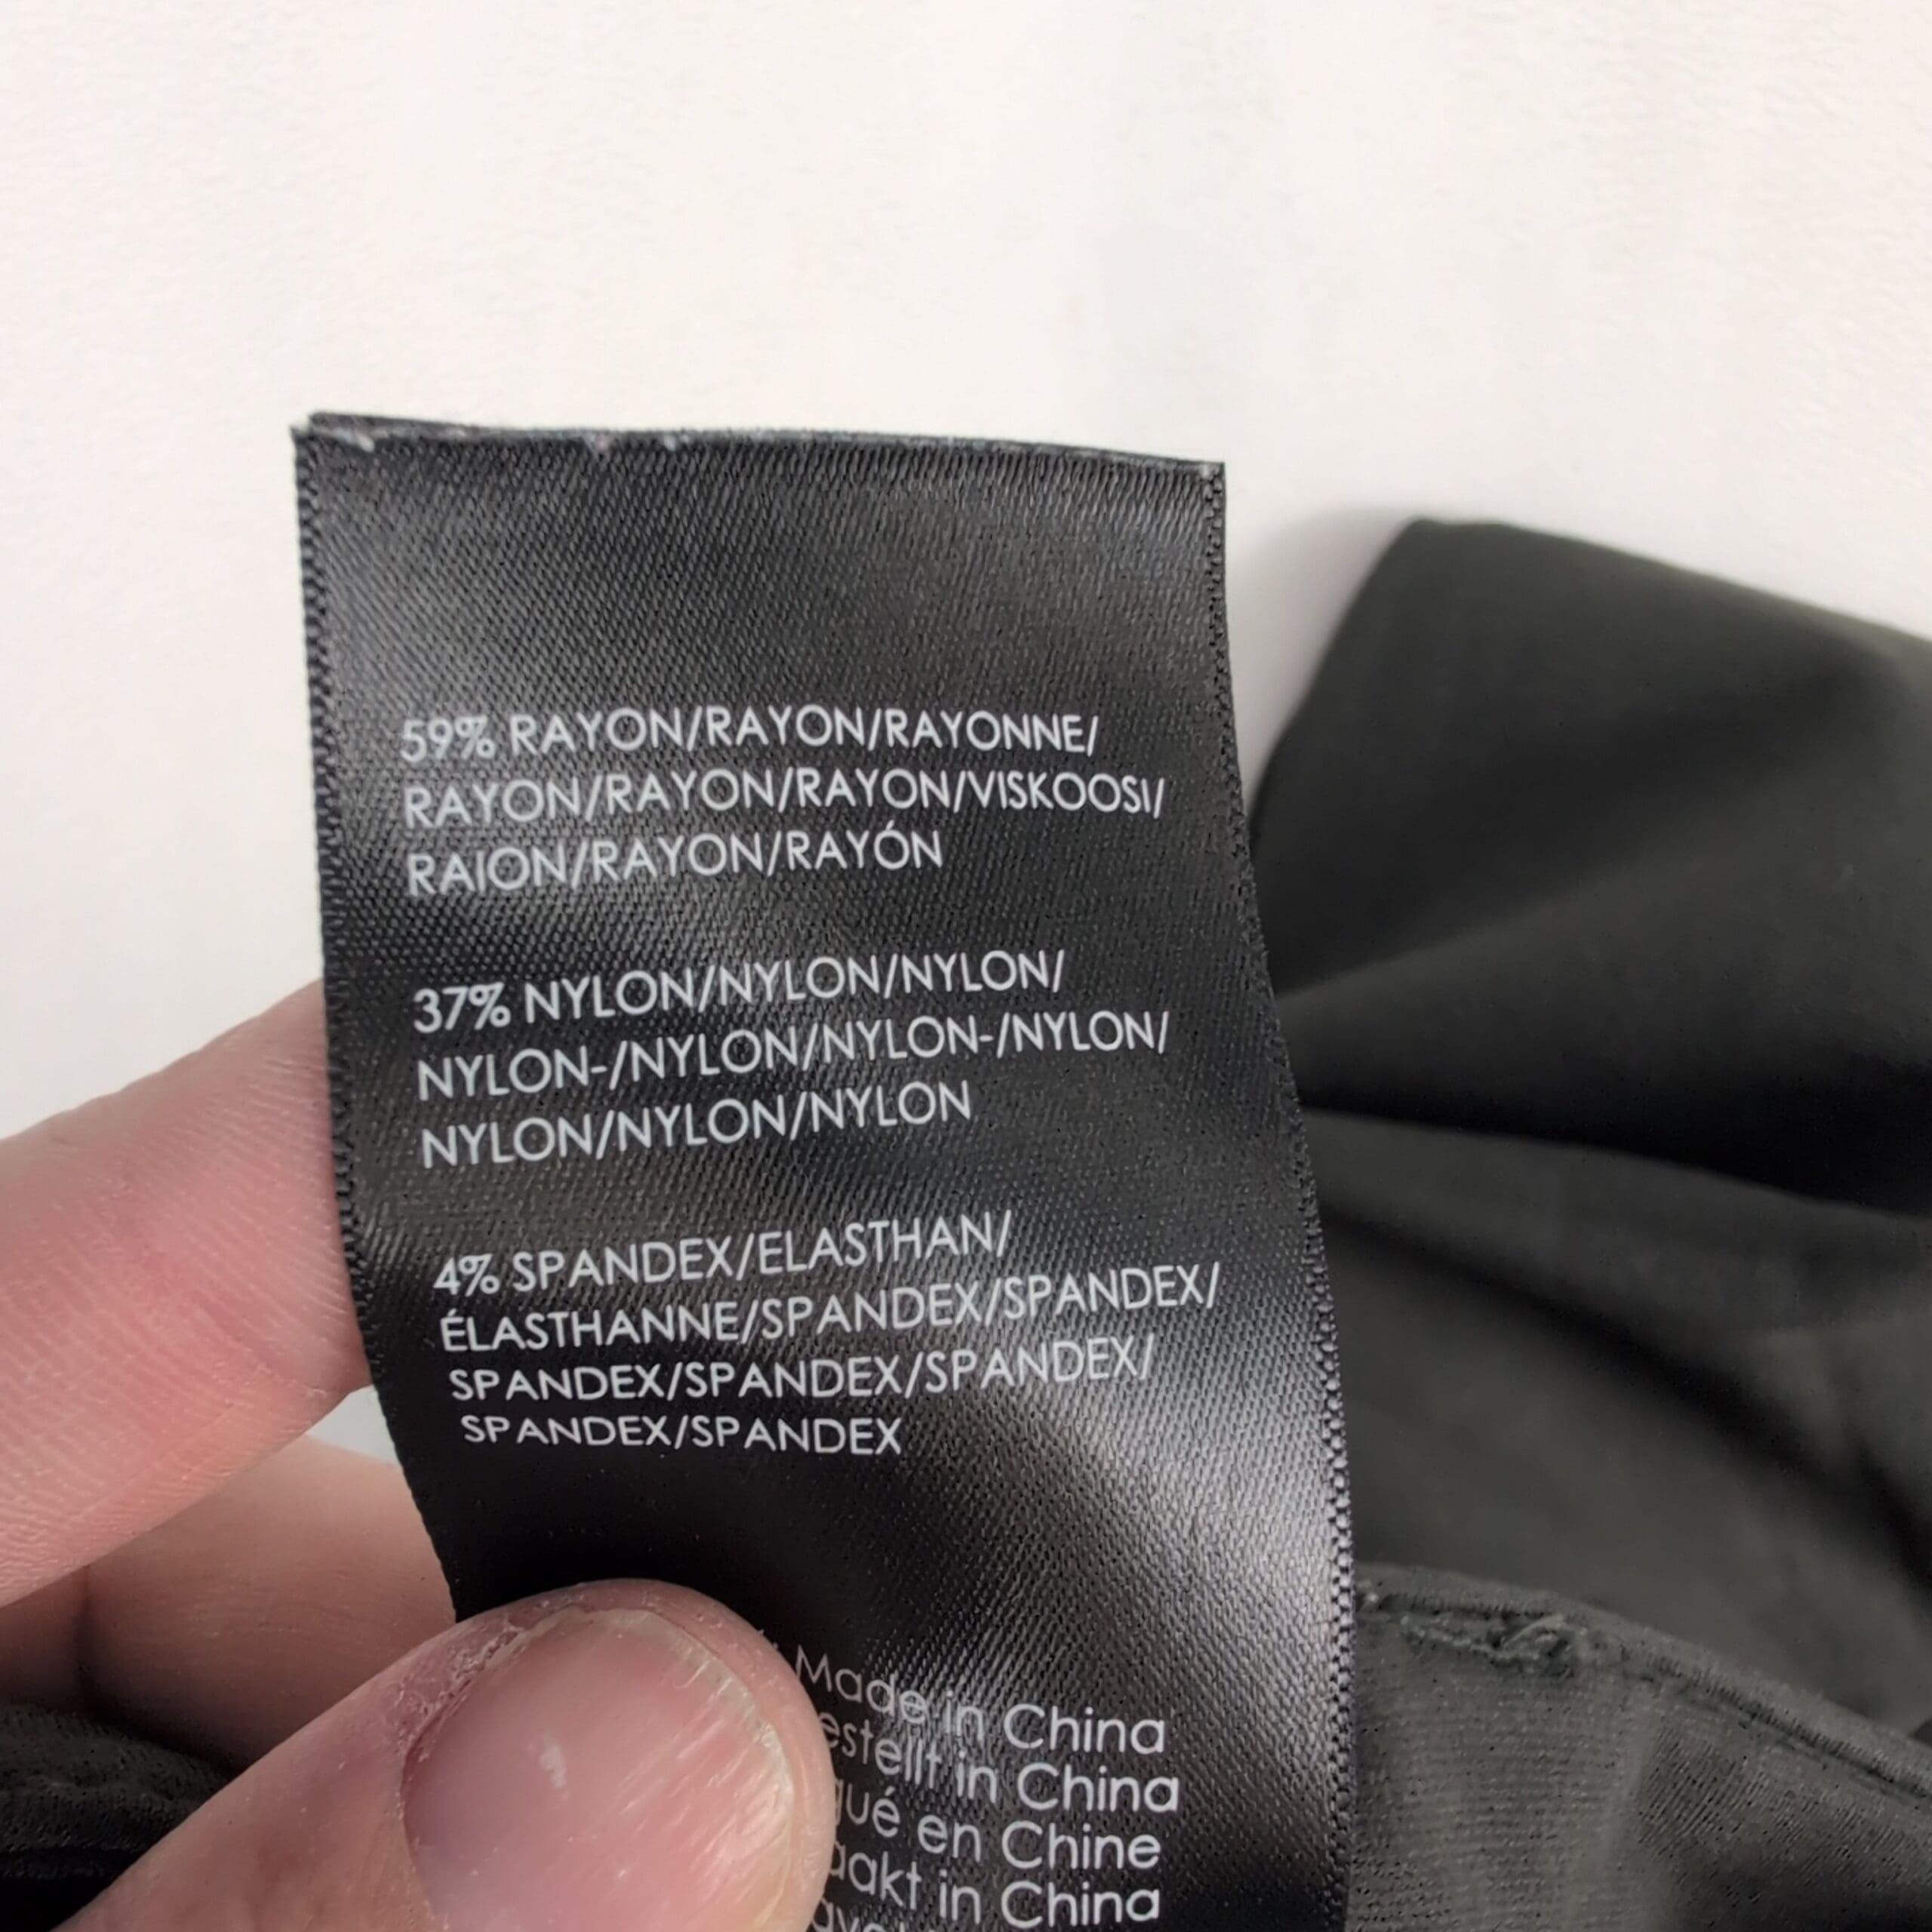 59% RAYON/RAYON/RAYONNE/
RAYON/RAYON/RAYON/VISKOOSI/
RAION/RAYON/RAYÓN
37% NYLON/NYLON/NYLON/
NYLON-/NYLON/NYLON-/NYLON/
NYLON/NYLON/NYLON
4% SPANDEX/ELASTHAN/
ÉLASTHANNE/SPANDEX/SPANDEX/
SPANDEX/SPANDEX/SPANDEX/
SPANDEX/SPANDEX
Made in China
in China
en Chine
in China